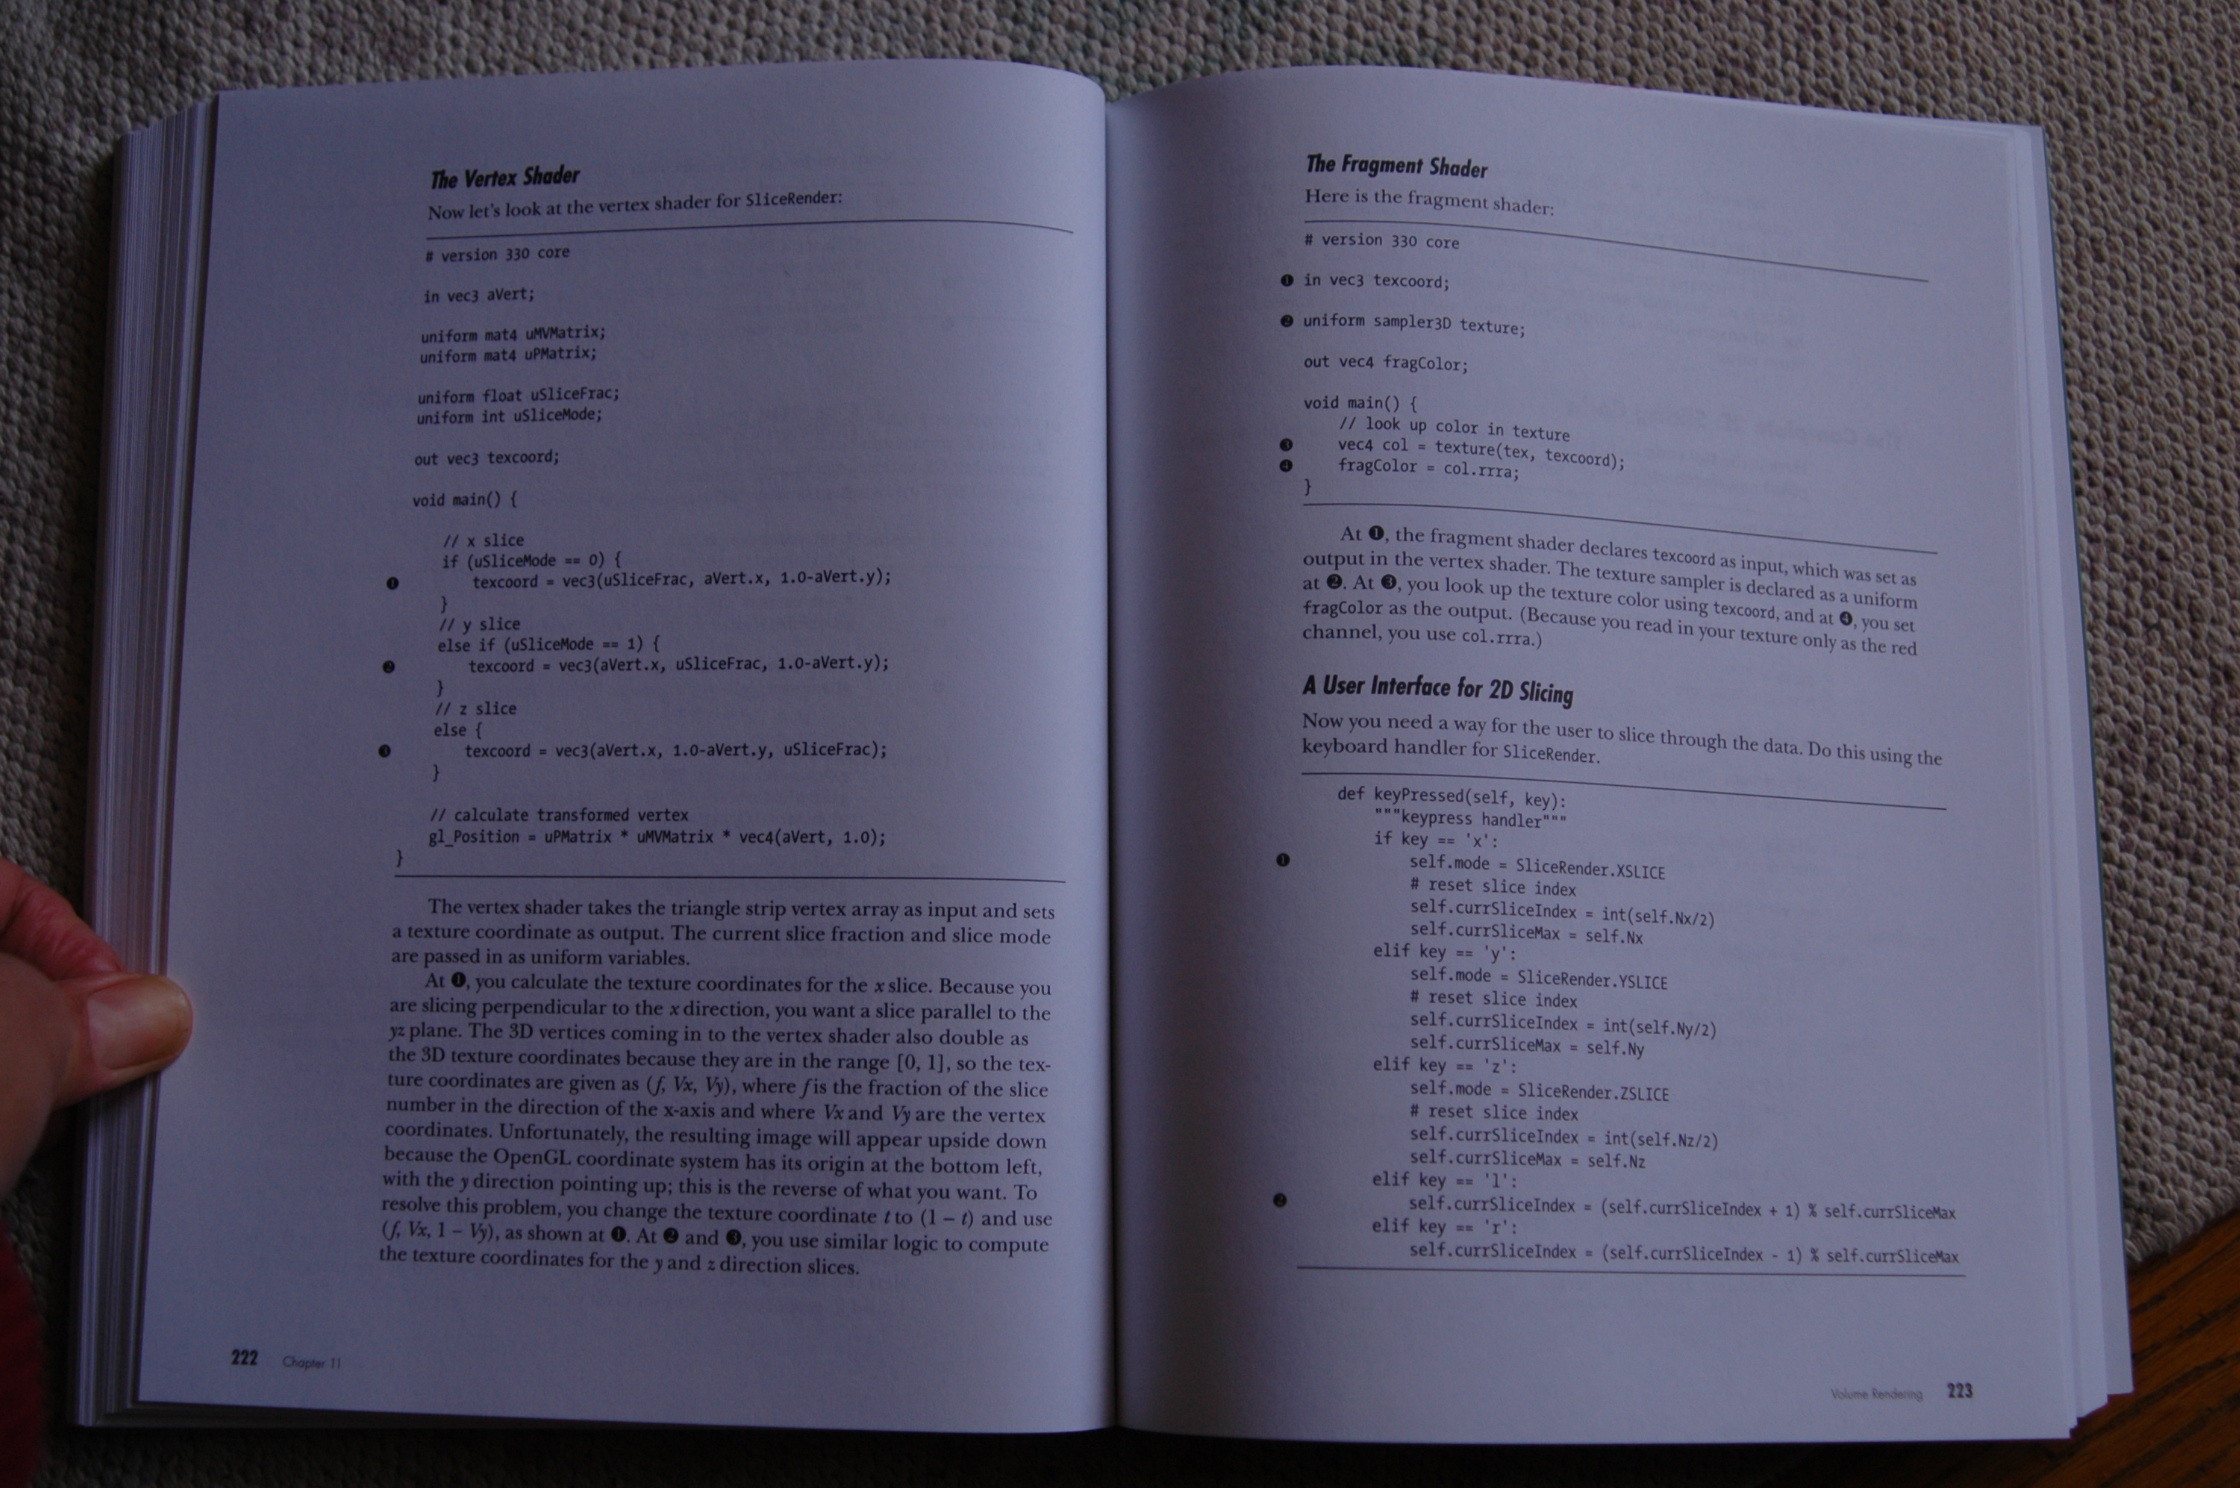 The Vertex Shader
Now let's look at the vertex shader for SliceRender:
# version 330 core
in vec3 aVert;
uniform mat4 uMVMatrix;
uniform mat4 uPMatrix;
uniform float uSliceFrac;
uniform int uSliceMode;
out vec3 texcoord;
void main() {
// x slice
if (uSliceMode == 0) {
❶ texcoord = vec3(uSliceFrac, aVert.x, 1.0-aVert.y);
}
// y slice
else if (uSliceMode == 1) {
❷ texcoord = vec3(aVert.x, uSliceFrac, 1.0-aVert.y);
}
// z slice
else {
❸ texcoord = vec3(aVert.x, 1.0-aVert.y, uSliceFrac);
}
// calculate transformed vertex
gl_Position = uPMatrix * uMVMatrix * vec4(aVert, 1.0);
}
The vertex shader takes the triangle strip vertex array as input and sets
a texture coordinate as output. The current slice fraction and slice mode
are passed in as uniform variables.
At ❶, you calculate the texture coordinates for the x slice. Because you
are slicing perpendicular to the x direction, you want a slice parallel to the
yz plane. The 3D vertices coming in to the vertex shader also double as
the 3D texture coordinates because they are in the range [0, 1], so the tex-
ture coordinates are given as (f, Vx, Vy), where f is the fraction of the slice
number in the direction of the x-axis and where Vx and Vy are the vertex
coordinates. Unfortunately, the resulting image will appear upside down
because the OpenGL coordinate system has its origin at the bottom left,
with the y direction pointing up; this is the reverse of what you want. To
resolve this problem, you change the texture coordinate t to (1 – t) and use
(f, Vx, 1 – Vy), as shown at ❶. At ❷ and ❸, you use similar logic to compute
the texture coordinates for the y and z direction slices.
222 Chapter 11
The Fragment Shader
Here is the fragment shader:
# version 330 core
❶ in vec3 texcoord;
❷ uniform sampler3D texture;
out vec4 fragColor;
void main() {
// look up color in texture
❸ vec4 col = texture(tex, texcoord);
❹ fragColor = col.rrra;
}
At ❶, the fragment shader declares texcoord as input, which was set as
output in the vertex shader. The texture sampler is declared as a uniform
at ❷. At ❸, you look up the texture color using texcoord, and at ❹, you set
fragColor as the output. (Because you read in your texture only as the red
channel, you use col.rrra.)
A User Interface for 2D Slicing
Now you need a way for the user to slice through the data. Do this using the
keyboard handler for SliceRender.
def keyPressed(self, key):
"""keypress handler"""
if key == 'x':
❶ self.mode = SliceRender.XSLICE
# reset slice index
self.currSliceIndex = int(self.Nx/2)
self.currSliceMax = self.Nx
elif key == 'y':
self.mode = SliceRender.YSLICE
# reset slice index
self.currSliceIndex = int(self.Ny/2)
self.currSliceMax = self.Ny
elif key == 'z':
self.mode = SliceRender.ZSLICE
# reset slice index
self.currSliceIndex = int(self.Nz/2)
self.currSliceMax = self.Nz
elif key == 'l':
❷ self.currSliceIndex = (self.currSliceIndex + 1) % self.currSliceMax
elif key == 'r':
self.currSliceIndex = (self.currSliceIndex - 1) % self.currSliceMax
Volume Rendering 223